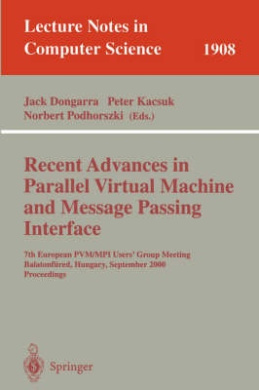 Lecture Notes in
Computer Science 1908
Jack Dongarra Peter Kacsuk
Norbert Podhorszki (Eds.)
Recent Advances in
Parallel Virtual Machine
and Message Passing
Interface
7th European PVM/MPI Users' Group Meeting
Balatonfüred, Hungary, September 2000
Proceedings
Springer